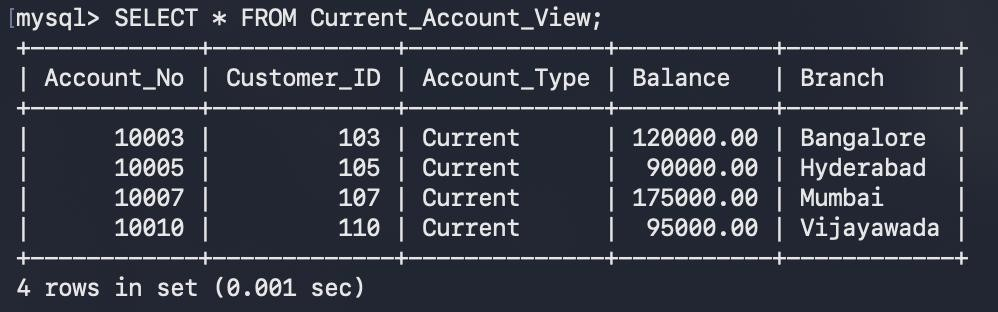 [mysql> SELECT * FROM Current_Account_View;
+------------+-------------+--------------+-----------+------------+
| Account_No | Customer_ID | Account_Type | Balance   | Branch     |
+------------+-------------+--------------+-----------+------------+
|      10003 |         103 | Current      | 120000.00 | Bangalore  |
|      10005 |         105 | Current      |  90000.00 | Hyderabad  |
|      10007 |         107 | Current      | 175000.00 | Mumbai     |
|      10010 |         110 | Current      |  95000.00 | Vijayawada |
+------------+-------------+--------------+-----------+------------+
4 rows in set (0.001 sec)